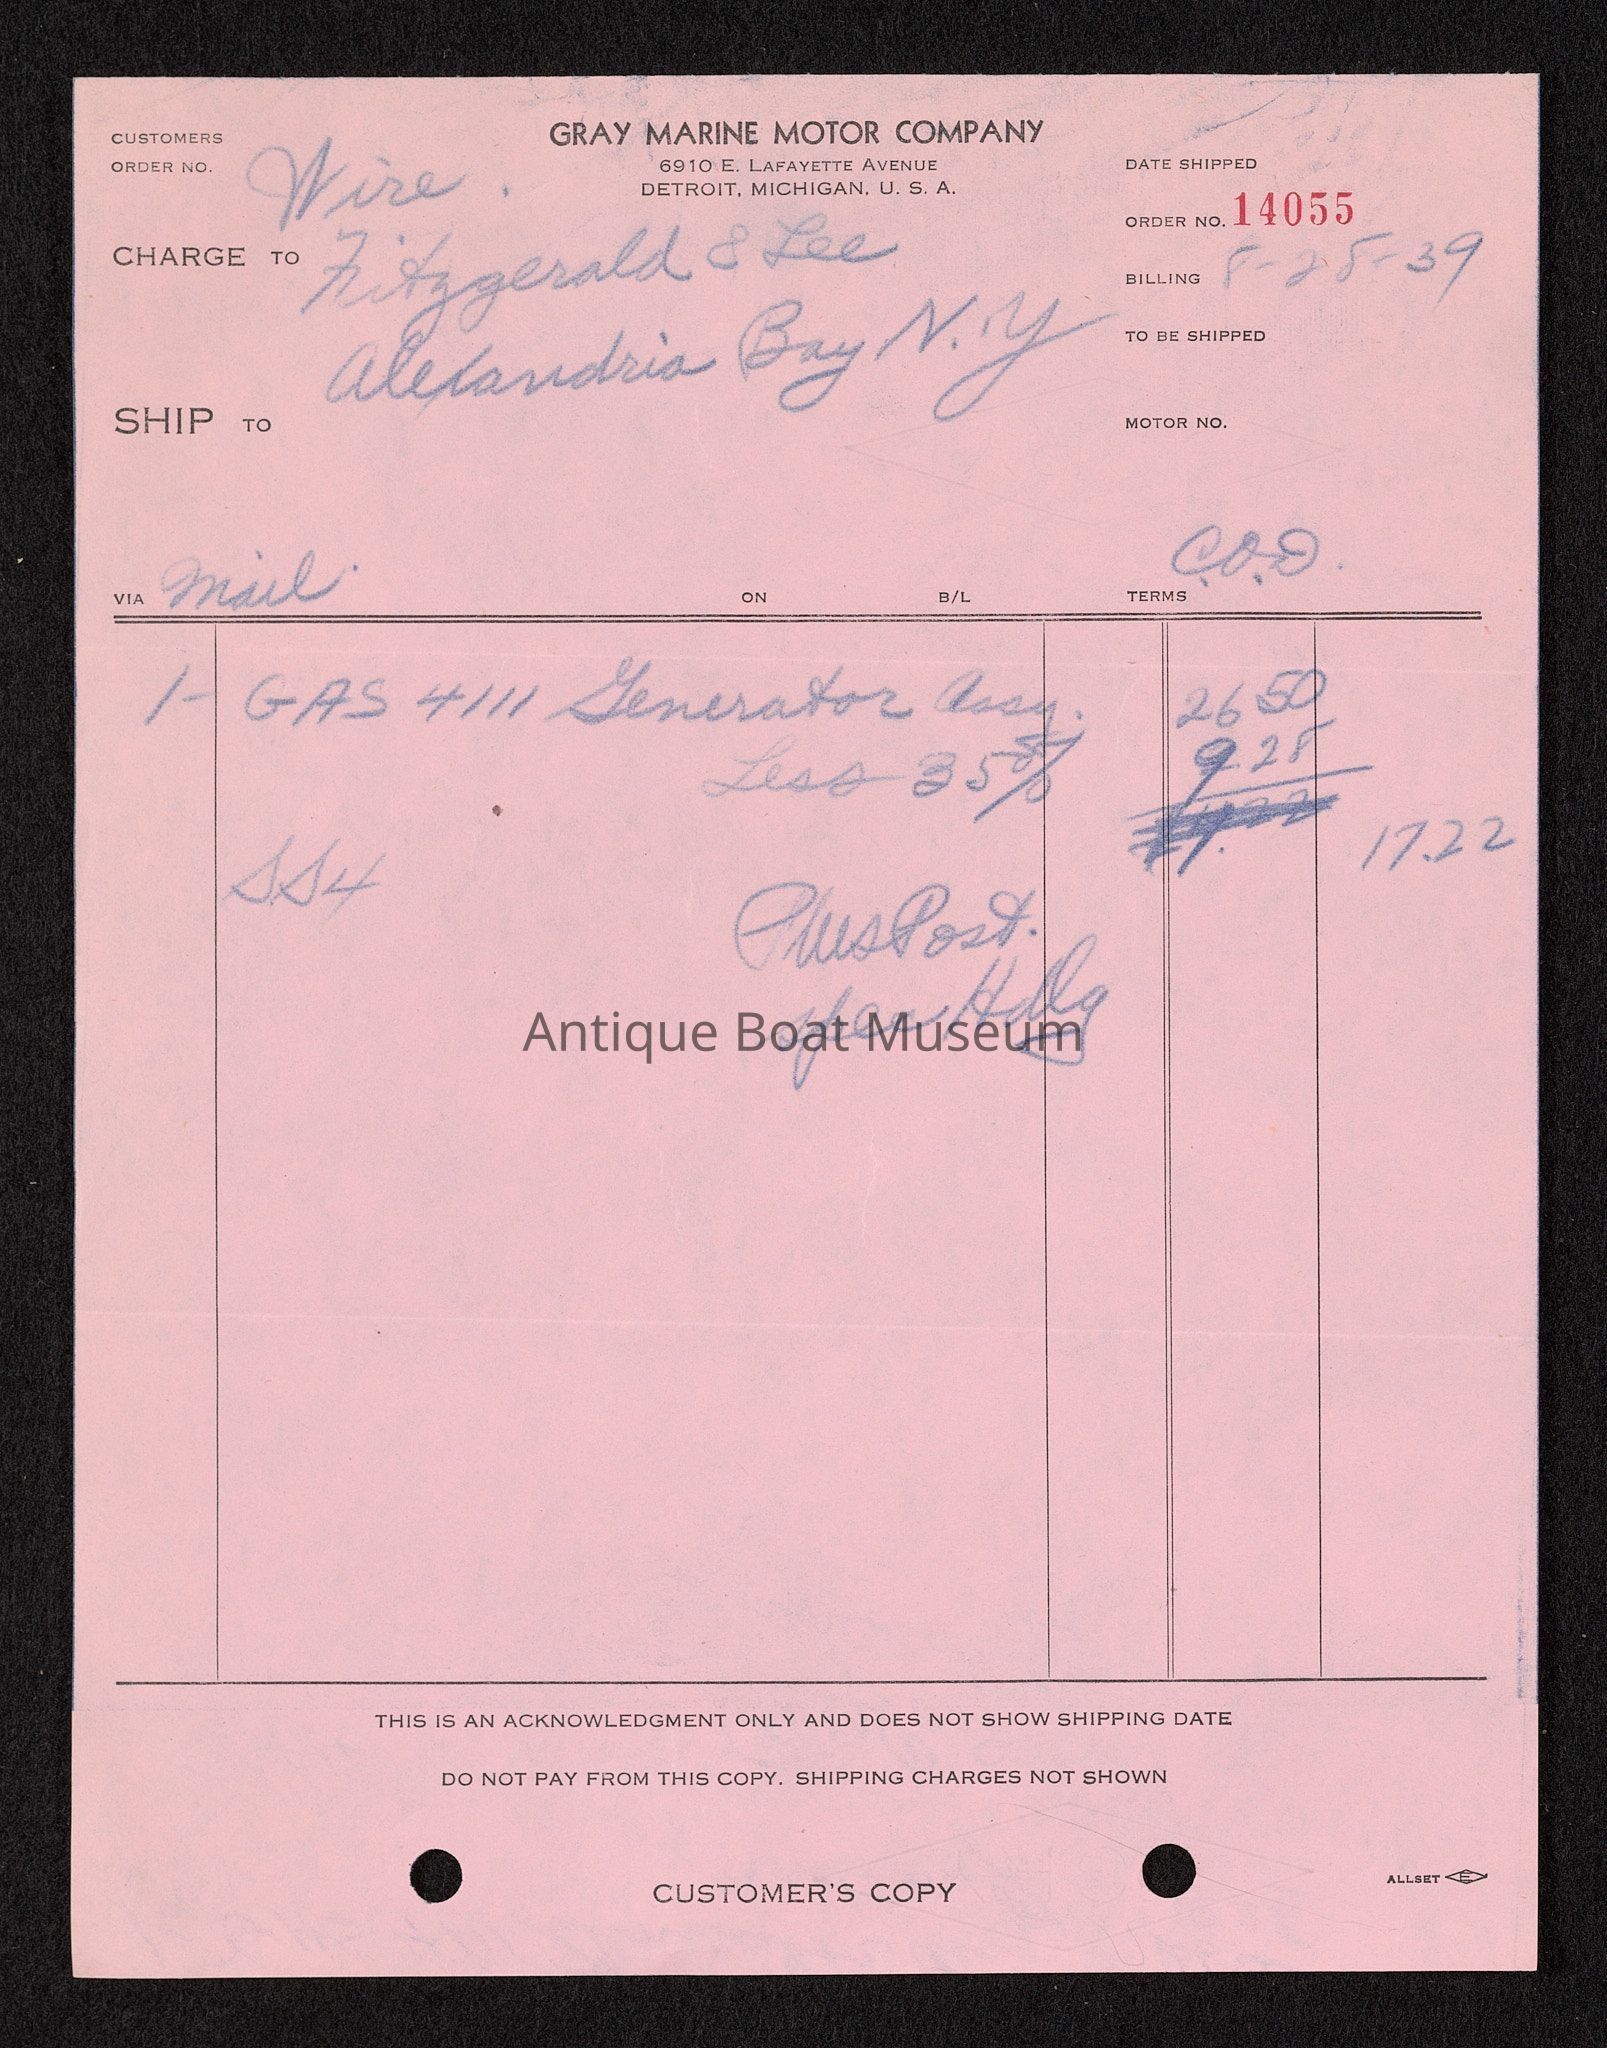 CUSTOMERS
ORDER NO. Wire.
GRAY MARINE MOTOR COMPANY
6910 E. LAFAYETTE AVENUE
DETROIT, MICHIGAN, U. S. A.
DATE SHIPPED
ORDER NO. 14055
CHARGE TO Fitzgerald & Lee
BILLING 8-28-39
Alexandria Bay N.Y
TO BE SHIPPED
SHIP TO
MOTOR NO.
VIA Mail.
ON
B/L
TERMS C.O.D.
1- GAS 4111 Generator Assy. 26 50
Less 35% 9.28
17.22
SS4
Plus Post.
Hdlg
Antique Boat Museum
THIS IS AN ACKNOWLEDGMENT ONLY AND DOES NOT SHOW SHIPPING DATE
DO NOT PAY FROM THIS COPY. SHIPPING CHARGES NOT SHOWN
CUSTOMER'S COPY
ALLSET E